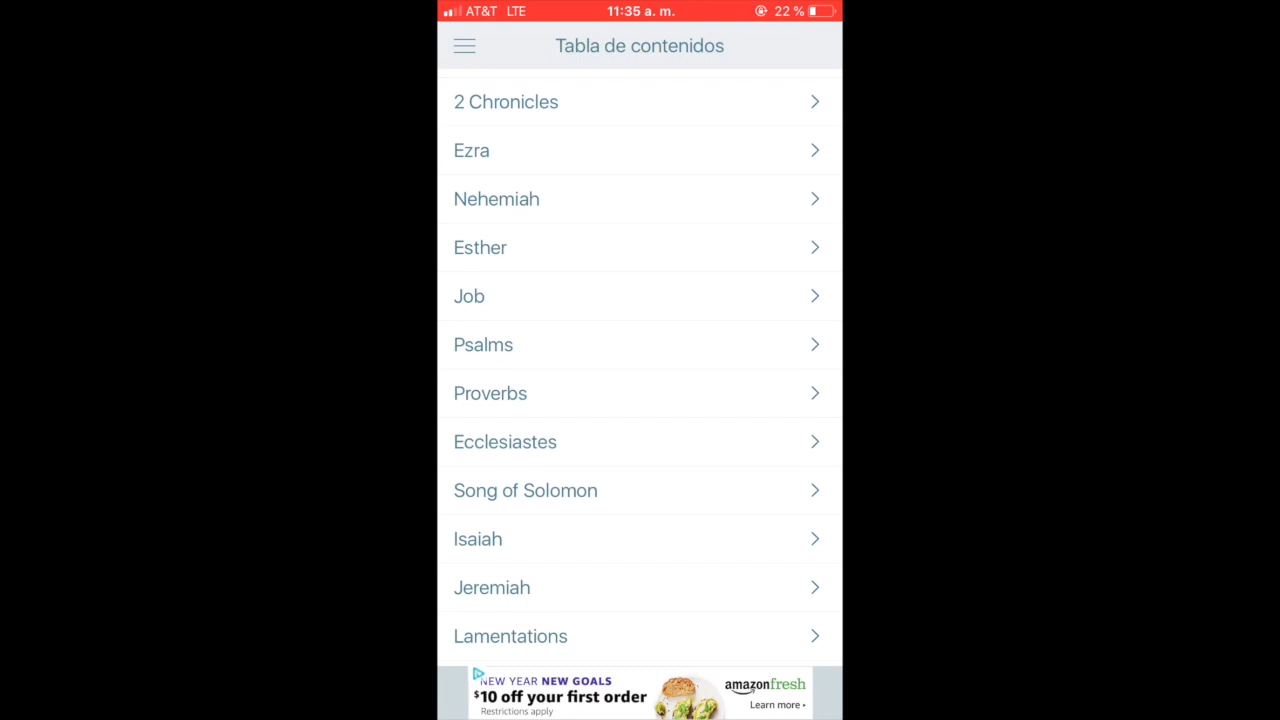 AT&T LTE 11:35 a. m. 22 %
Tabla de contenidos
2 Chronicles
Ezra
Nehemiah
Esther
Job
Psalms
Proverbs
Ecclesiastes
Song of Solomon
Isaiah
Jeremiah
Lamentations
NEW YEAR NEW GOALS
$10 off your first order
Restrictions apply
amazonfresh
Learn more